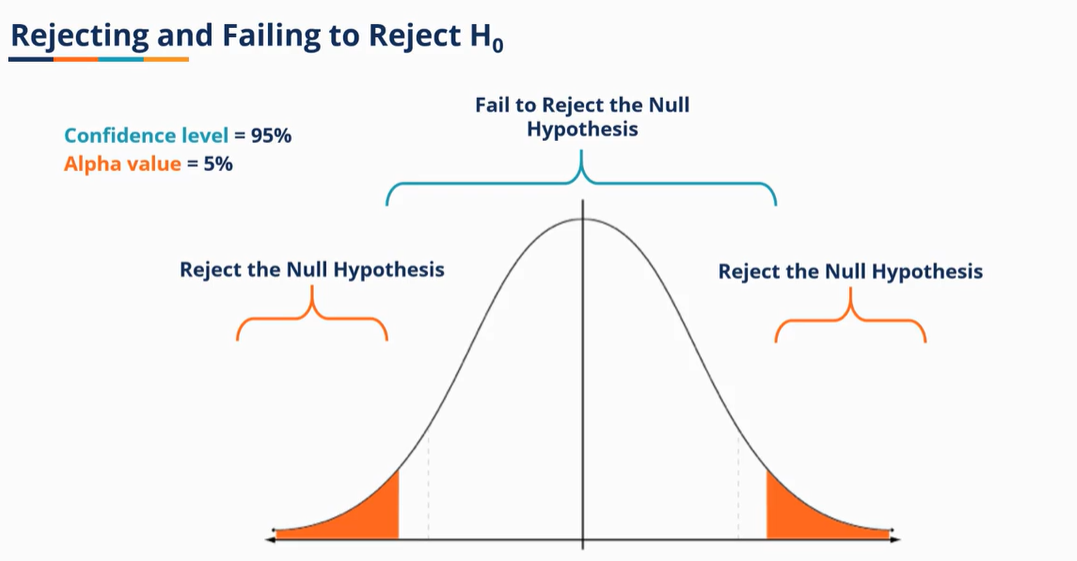 Rejecting and Failing to Reject H₀
Fail to Reject the Null
Hypothesis
Confidence level = 95%
Alpha value = 5%
Reject the Null Hypothesis
Reject the Null Hypothesis